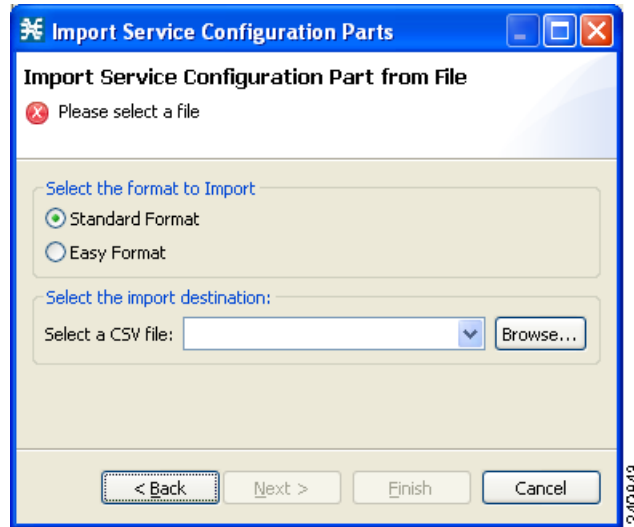 Import Service Configuration Parts
Import Service Configuration Part from File
Please select a file
Select the format to Import
Standard Format
Easy Format
Select the import destination:
Select a CSV file:
Browse...
< Back
Next >
Finish
Cancel